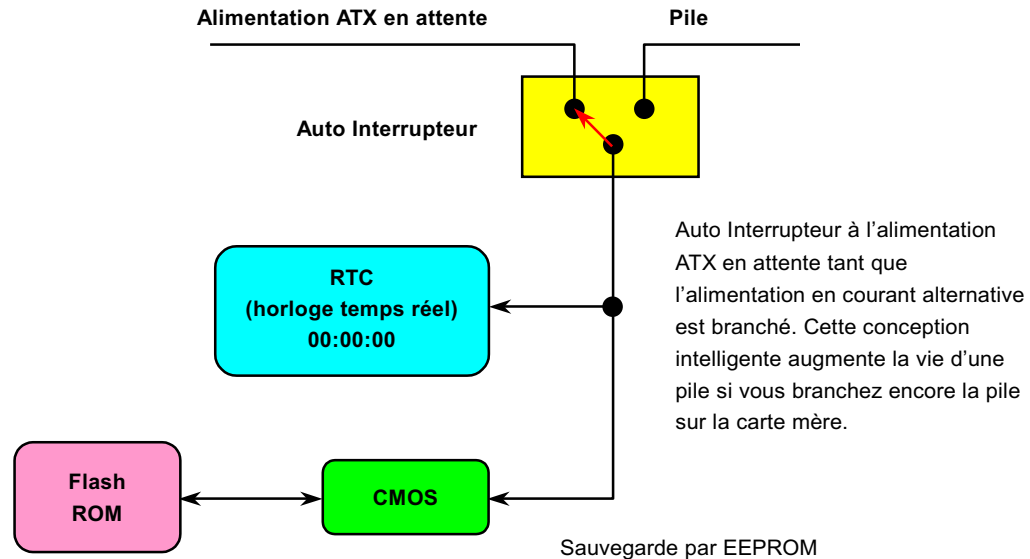 Alimentation ATX en attente
Pile
Auto Interrupteur
Auto Interrupteur à l’alimentation
ATX en attente tant que
l’alimentation en courant alternative
est branché. Cette conception
intelligente augmente la vie d’une
pile si vous branchez encore la pile
sur la carte mère.
RTC
(horloge temps réel)
00:00:00
Flash
ROM
CMOS
Sauvegarde par EEPROM